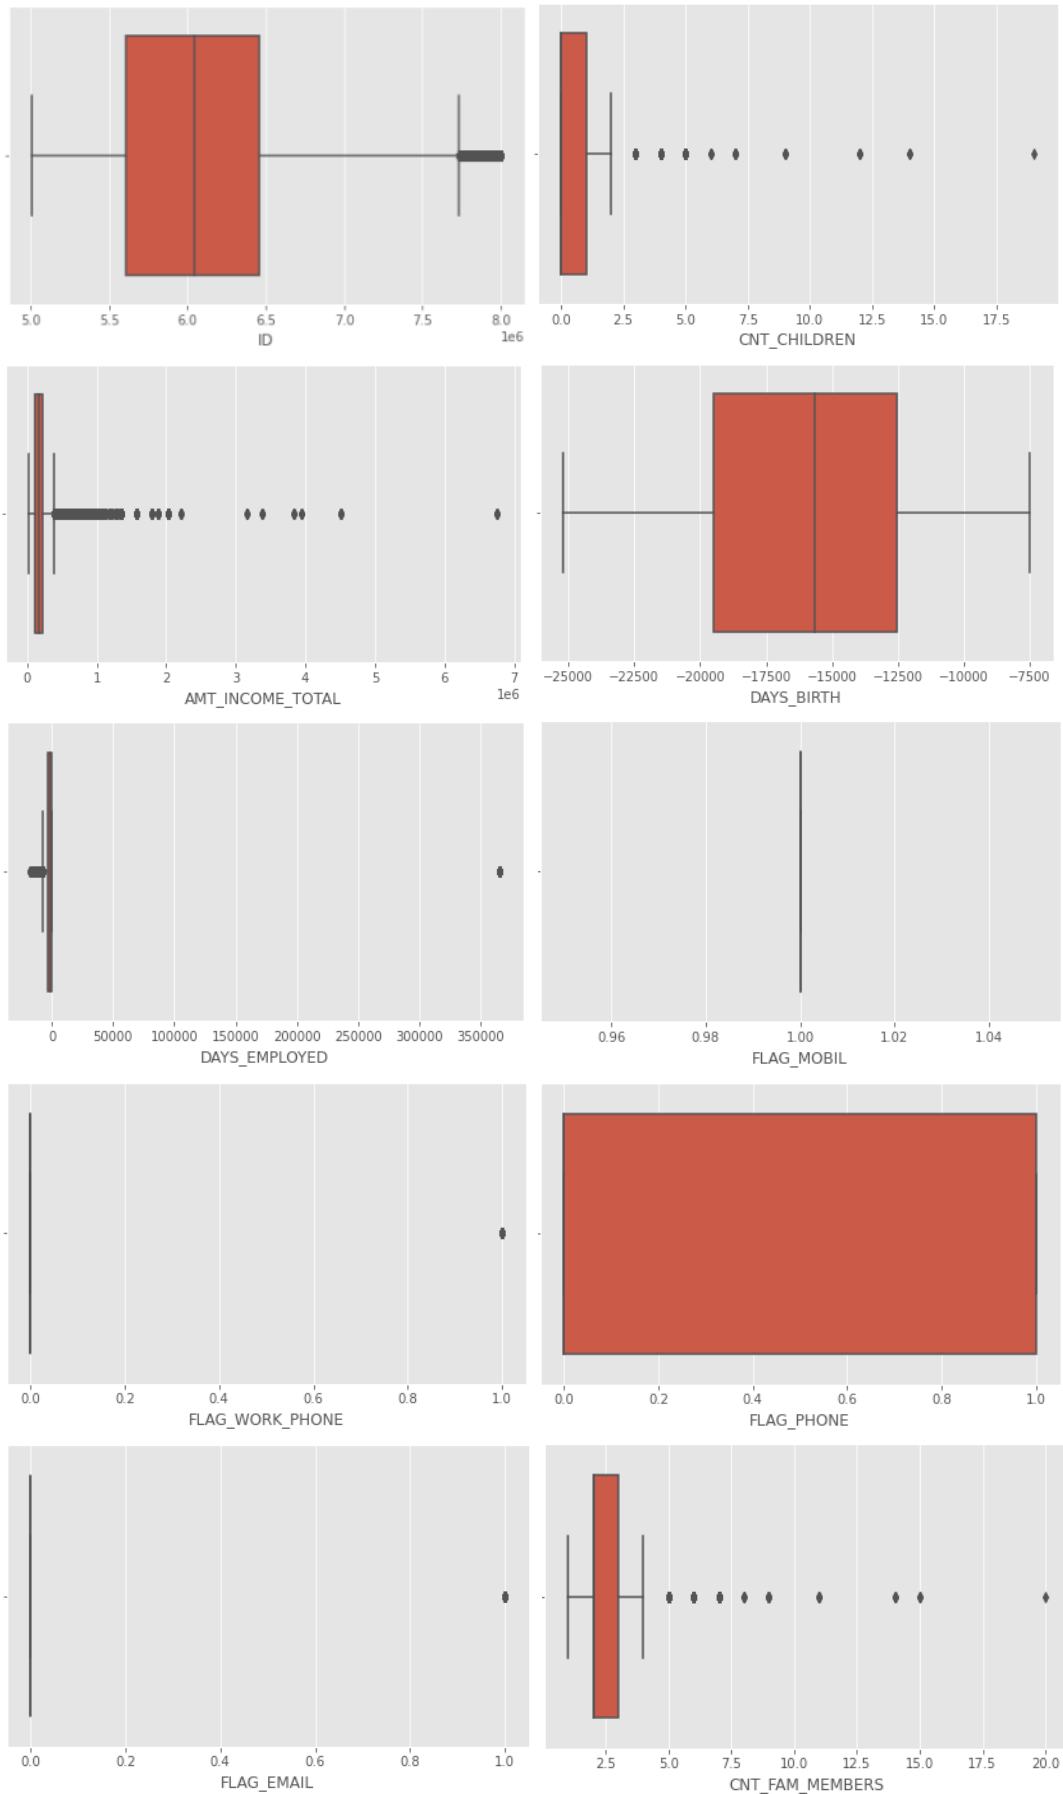 5.0 5.5 6.0 6.5 7.0 7.5 8.0
ID 1e6
0.0 2.5 5.0 7.5 10.0 12.5 15.0 17.5
CNT_CHILDREN
0 1 2 3 4 5 6 7
AMT_INCOME_TOTAL 1e6
−25000 −22500 −20000 −17500 −15000 −12500 −10000 −7500
DAYS_BIRTH
0 50000 100000 150000 200000 250000 300000 350000
DAYS_EMPLOYED
0.96 0.98 1.00 1.02 1.04
FLAG_MOBIL
0.0 0.2 0.4 0.6 0.8 1.0
FLAG_WORK_PHONE
0.0 0.2 0.4 0.6 0.8 1.0
FLAG_PHONE
0.0 0.2 0.4 0.6 0.8 1.0
FLAG_EMAIL
2.5 5.0 7.5 10.0 12.5 15.0 17.5 20.0
CNT_FAM_MEMBERS